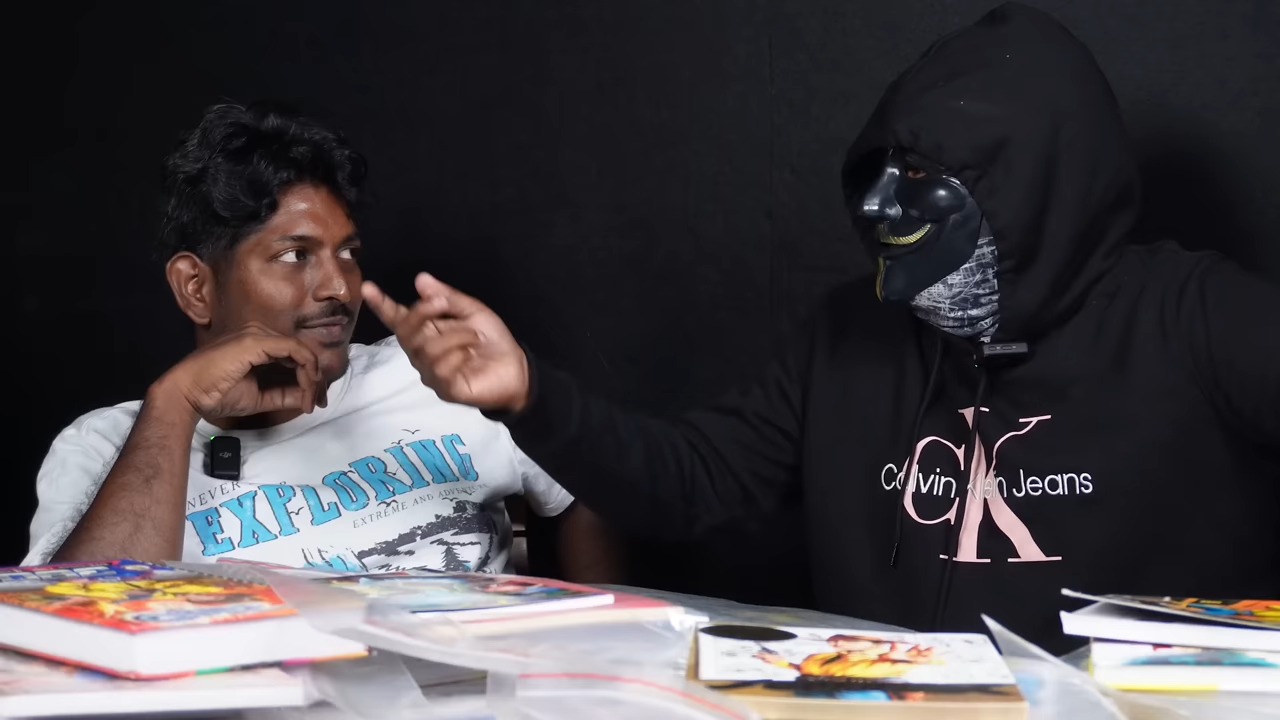 NEVER
EXPLORING
EXTREME AND ADVENTURE
CK
Calvin Klein Jeans